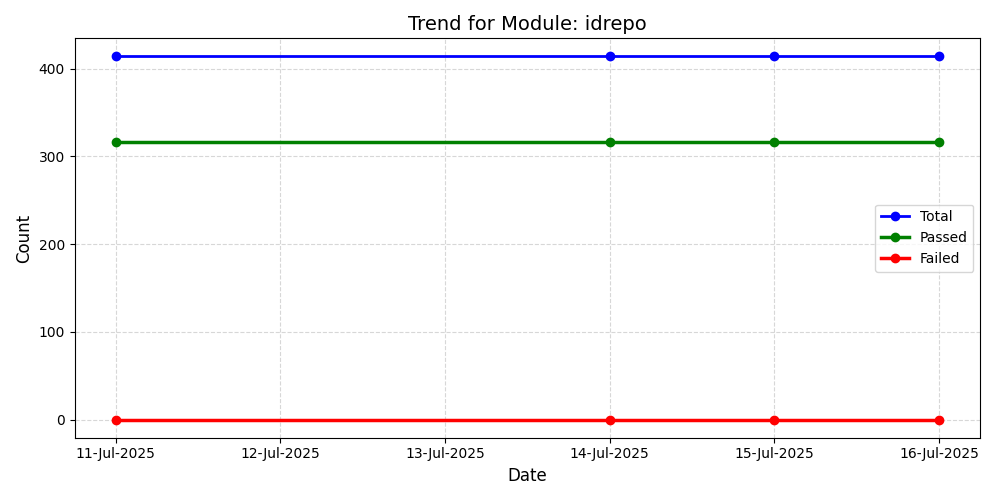 Trend for Module: idrepo
Count
400
300
200
100
0
Total
Passed
Failed
11-Jul-2025
12-Jul-2025
13-Jul-2025
14-Jul-2025
15-Jul-2025
16-Jul-2025
Date